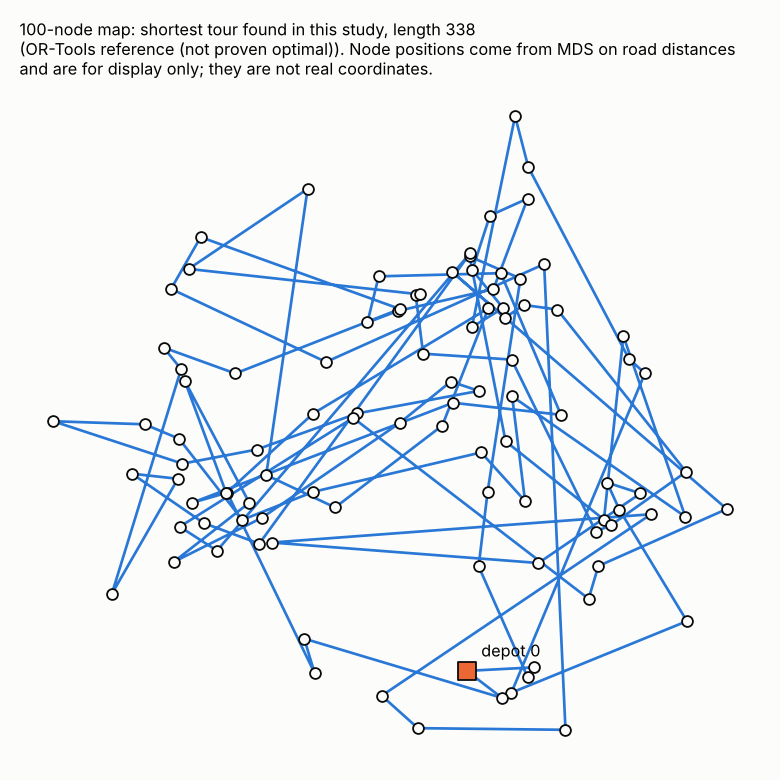 100-node map: shortest tour found in this study, length 338
(OR-Tools reference (not proven optimal)). Node positions come from MDS on road distances
and are for display only; they are not real coordinates.
depot 0